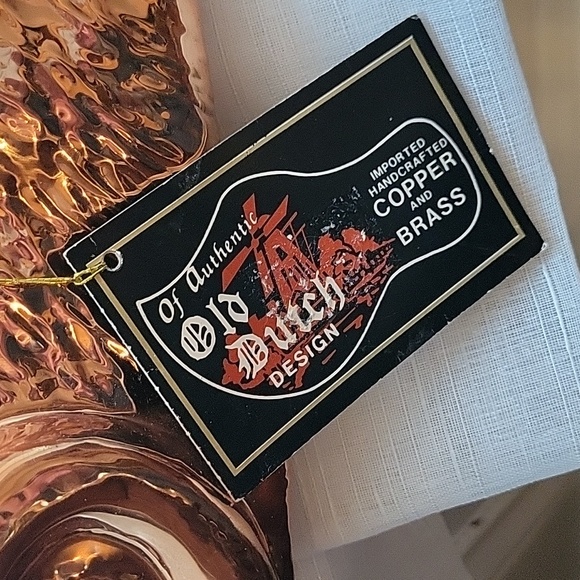 Of Authentic
Old
Dutch
DESIGN
IMPORTED
HANDCRAFTED
COPPER
AND
BRASS